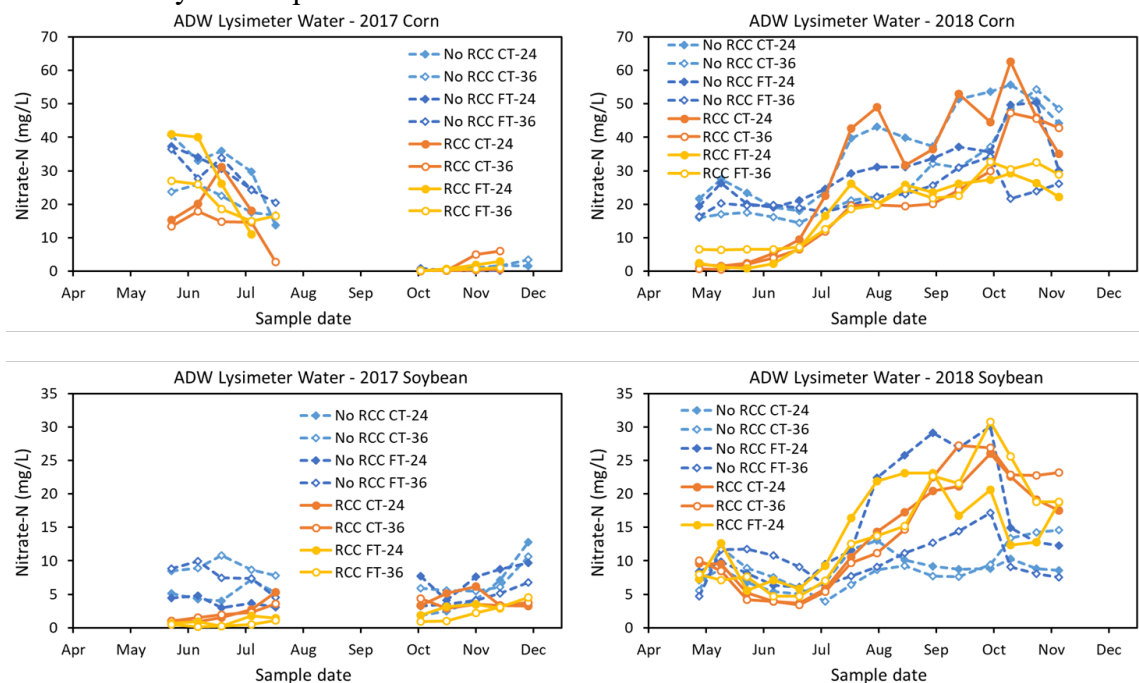 ADW Lysimeter Water - 2017 Corn
70
60
50
40
30
20
10
0
Nitrate-N (mg/L)
No RCC CT-24
No RCC CT-36
No RCC FT-24
No RCC FT-36
RCC CT-24
RCC CT-36
RCC FT-24
RCC FT-36
Apr May Jun Jul Aug Sep Oct Nov Dec
Sample date
ADW Lysimeter Water - 2018 Corn
70
60
50
40
30
20
10
0
Nitrate-N (mg/L)
No RCC CT-24
No RCC CT-36
No RCC FT-24
No RCC FT-36
RCC CT-24
RCC CT-36
RCC FT-24
RCC FT-36
Apr May Jun Jul Aug Sep Oct Nov Dec
Sample date
ADW Lysimeter Water - 2017 Soybean
35
30
25
20
15
10
5
0
Nitrate-N (mg/L)
No RCC CT-24
No RCC CT-36
No RCC FT-24
No RCC FT-36
RCC CT-24
RCC CT-36
RCC FT-24
RCC FT-36
Apr May Jun Jul Aug Sep Oct Nov Dec
Sample date
ADW Lysimeter Water - 2018 Soybean
35
30
25
20
15
10
5
0
Nitrate-N (mg/L)
No RCC CT-24
No RCC CT-36
No RCC FT-24
No RCC FT-36
RCC CT-24
RCC CT-36
RCC FT-24
Apr May Jun Jul Aug Sep Oct Nov Dec
Sample date